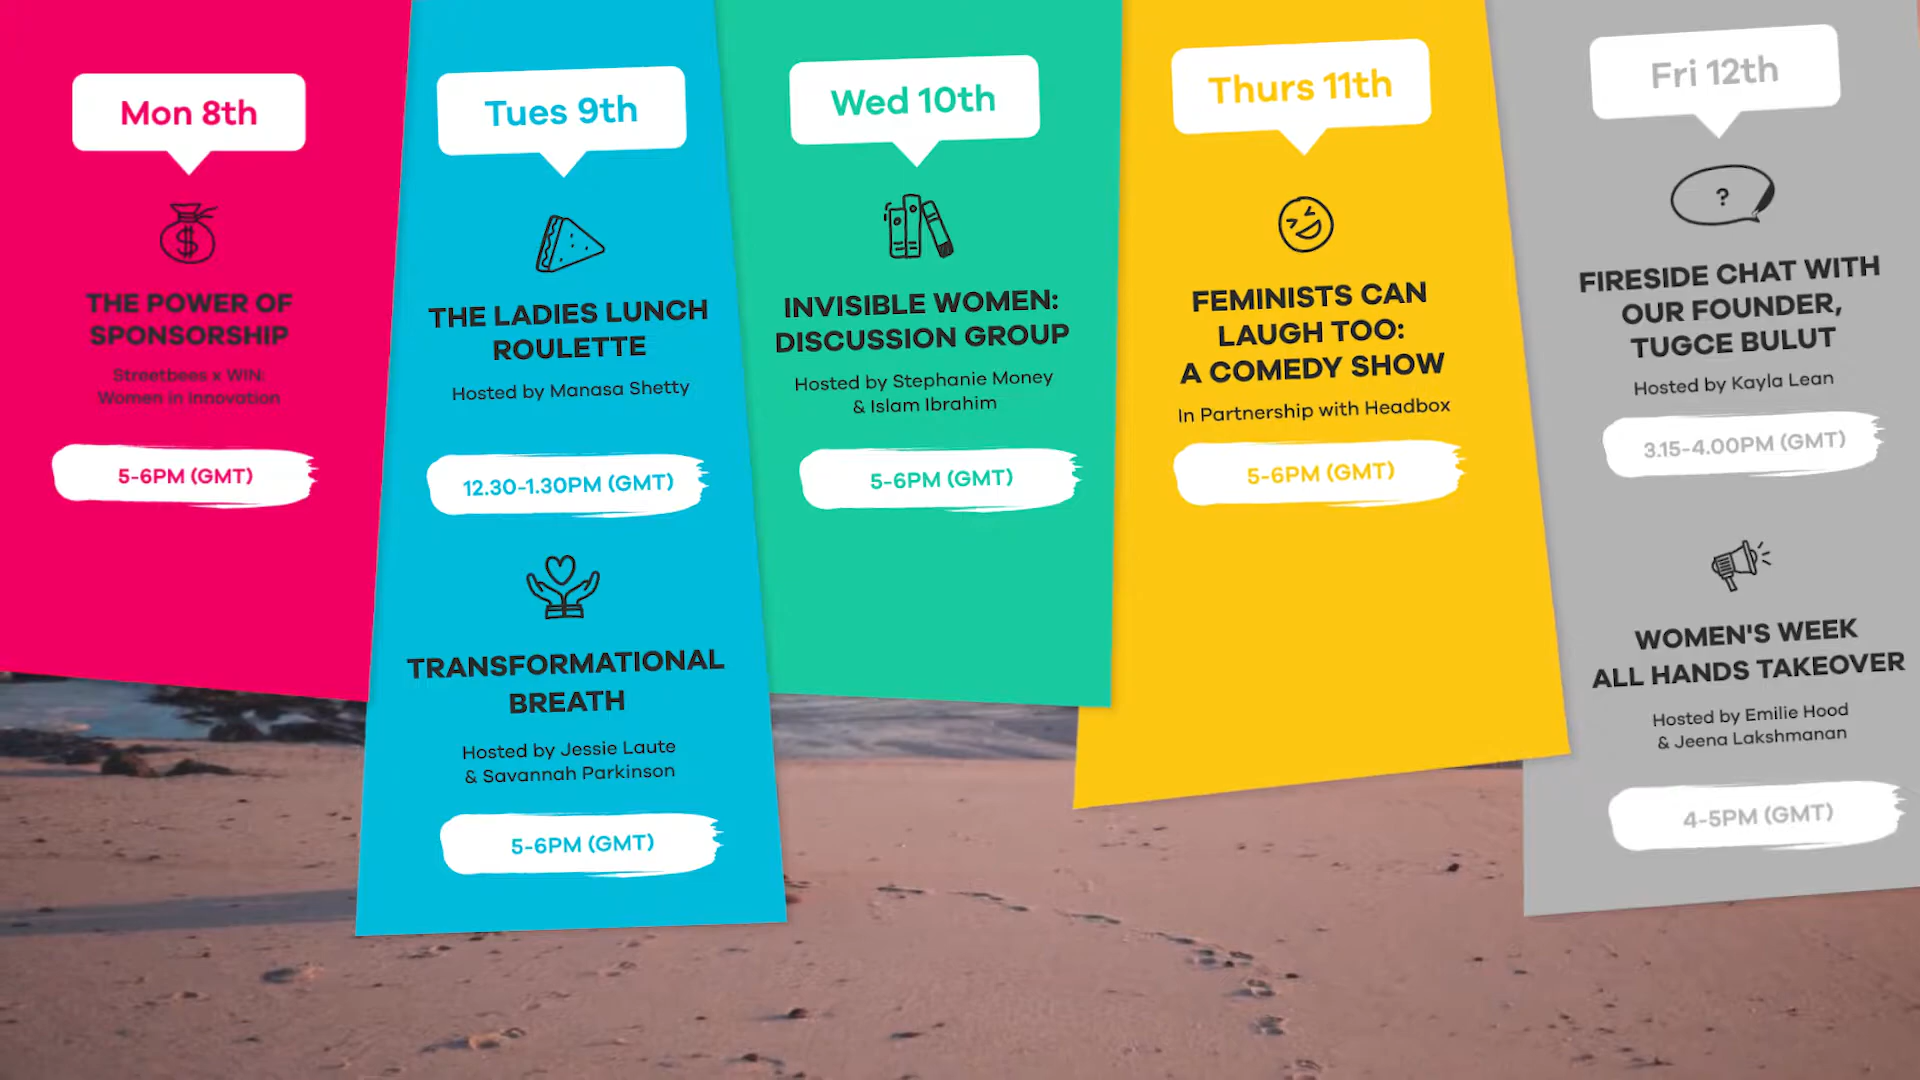 Mon 8th
THE POWER OF
SPONSORSHIP
Streetbees x WIN:
Women in Innovation
5-6PM (GMT)
Tues 9th
THE LADIES LUNCH
ROULETTE
Hosted by Manasa Shetty
12.30-1.30PM (GMT)
TRANSFORMATIONAL
BREATH
Hosted by Jessie Laute
& Savannah Parkinson
5-6PM (GMT)
Wed 10th
INVISIBLE WOMEN:
DISCUSSION GROUP
Hosted by Stephanie Money
& Islam Ibrahim
5-6PM (GMT)
Thurs 11th
FEMINISTS CAN
LAUGH TOO:
A COMEDY SHOW
In Partnership with Headbox
5-6PM (GMT)
Fri 12th
?
FIRESIDE CHAT WITH
OUR FOUNDER,
TUGCE BULUT
Hosted by Kayla Lean
3.15-4.00PM (GMT)
WOMEN'S WEEK
ALL HANDS TAKEOVER
Hosted by Emilie Hood
& Jeena Lakshmanan
4-5PM (GMT)